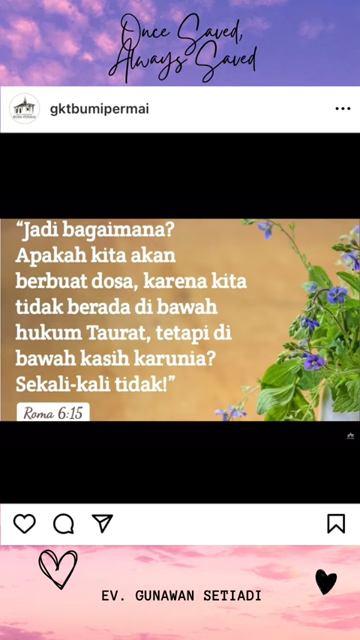 Once Saved,
Always Saved
gktbumipermai
“Jadi bagaimana?
Apakah kita akan
berbuat dosa, karena kita
tidak berada di bawah
hukum Taurat, tetapi di
bawah kasih karunia?
Sekali-kali tidak!”
Roma 6:15
EV. GUNAWAN SETIADI